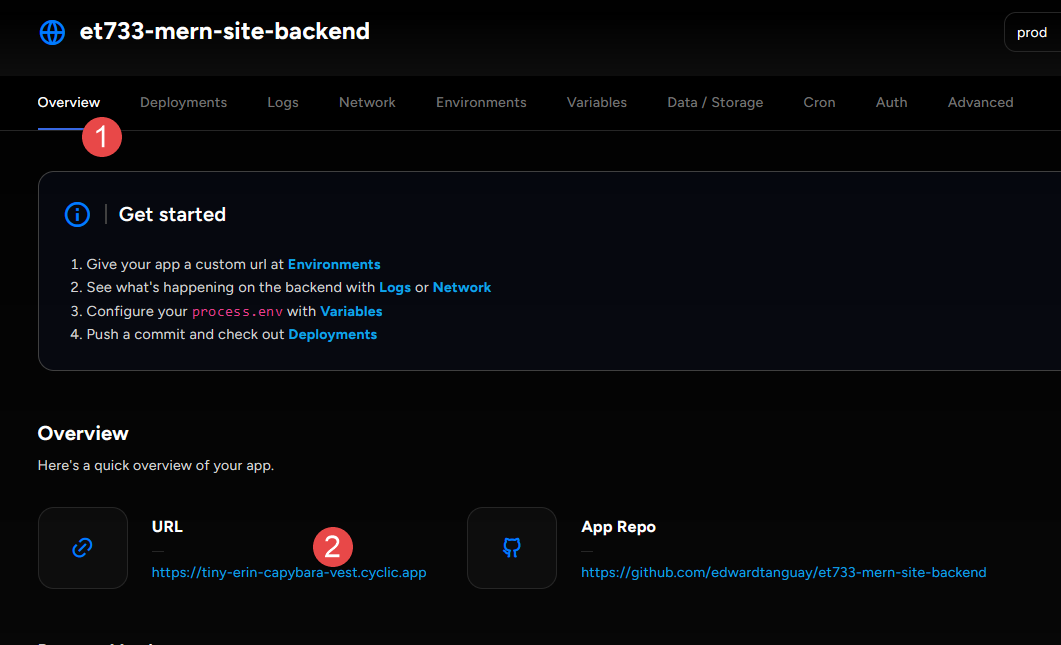 et733-mern-site-backend
prod
Overview Deployments Logs Network Environments Variables Data / Storage Cron Auth Advanced
1
Get started
1. Give your app a custom url at Environments
2. See what's happening on the backend with Logs or Network
3. Configure your process.env with Variables
4. Push a commit and check out Deployments
Overview
Here's a quick overview of your app.
URL
2
https://tiny-erin-capybara-vest.cyclic.app
App Repo
https://github.com/edwardtanguay/et733-mern-site-backend